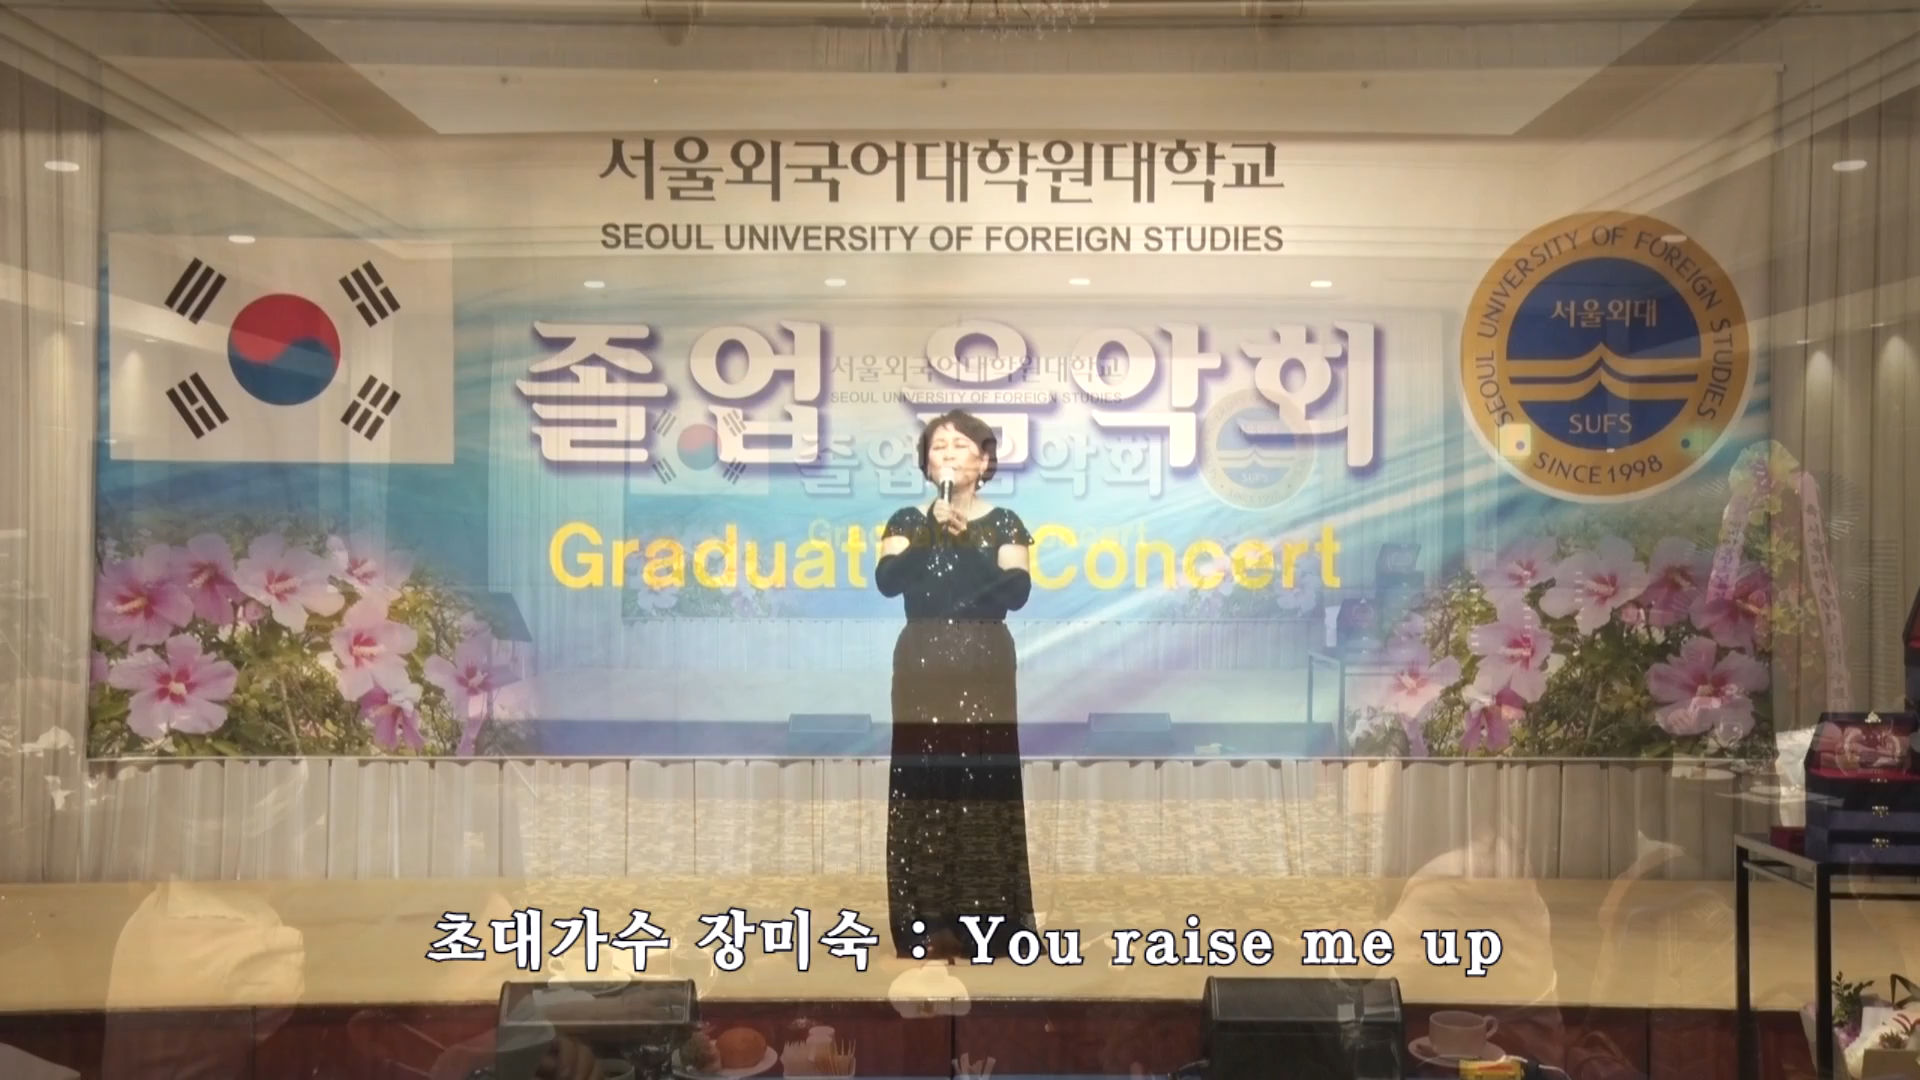 서울외국어대학원대학교
SEOUL UNIVERSITY OF FOREIGN STUDIES
졸업 음악회
Graduation Concert
SEOUL UNIVERSITY OF FOREIGN STUDIES
서울외대
SUFS
SINCE 1998
서울외국어대학원대학교
SEOUL UNIVERSITY OF FOREIGN STUDIES
졸업 음악회
SUFS
초대가수 장미숙 : You raise me up